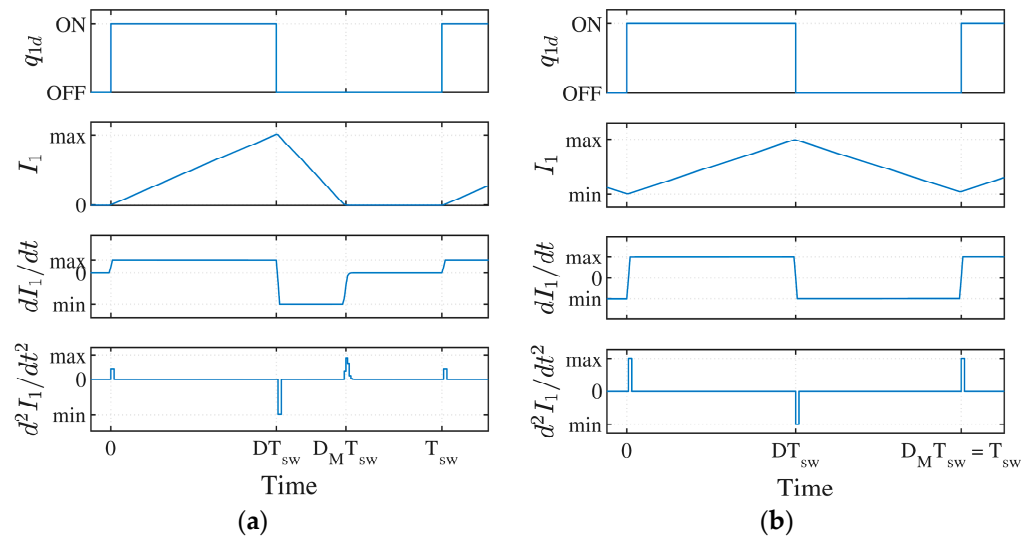 ON
OFF
q1d
max
0
I1
max
0
min
dI1/dt
max
0
min
d²I1/dt²
0 DTsw DMTsw Tsw
Time
(a)
ON
OFF
q1d
max
min
I1
max
0
min
dI1/dt
max
0
min
d²I1/dt²
0 DTsw DMTsw = Tsw
Time
(b)